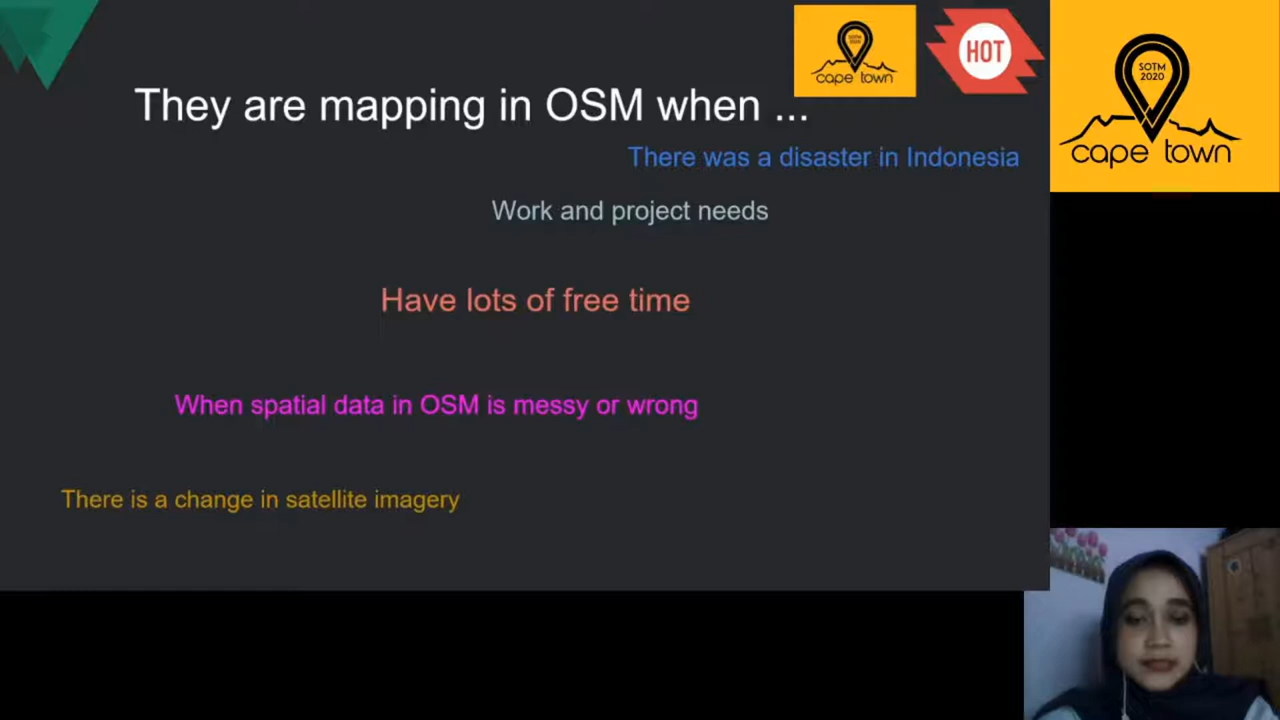 SOTM
2020
cape town
HOT
SOTM
2020
cape town
They are mapping in OSM when ...
There was a disaster in Indonesia
Work and project needs
Have lots of free time
When spatial data in OSM is messy or wrong
There is a change in satellite imagery